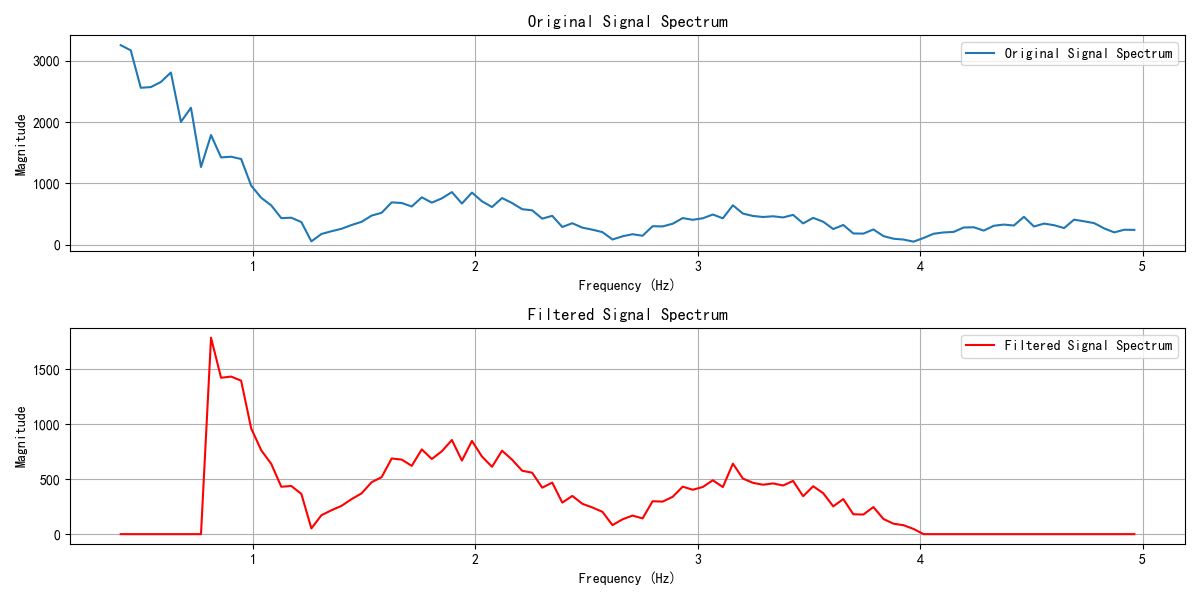 Original Signal Spectrum
Original Signal Spectrum
Magnitude
3000
2000
1000
0
1 2 3 4 5
Frequency (Hz)
Filtered Signal Spectrum
Filtered Signal Spectrum
Magnitude
1500
1000
500
0
1 2 3 4 5
Frequency (Hz)